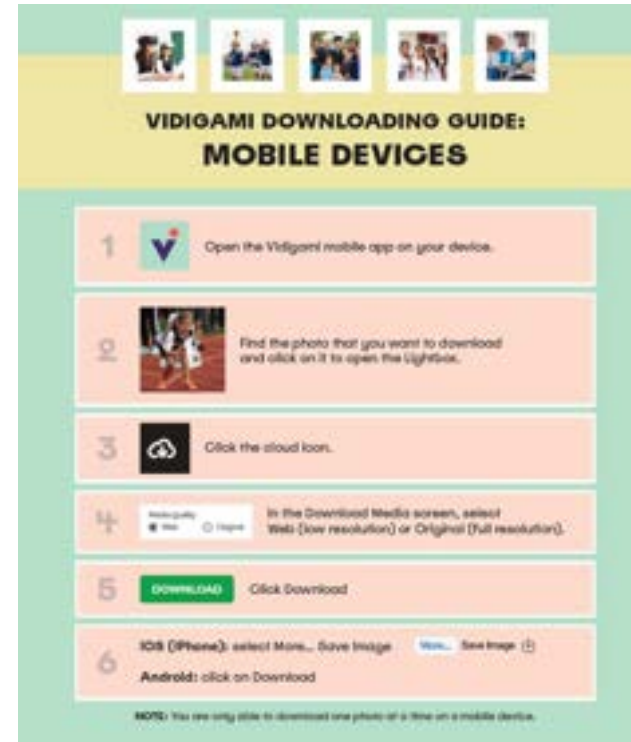 VIDIGAMI DOWNLOADING GUIDE:
MOBILE DEVICES
1
Open the Vidigami mobile app on your device.
2
Find the photo that you want to download
and click on it to open the Lightbox.
3
Click the cloud icon.
4
Media quality
Web Original
In the Download Media screen, select
Web (low resolution) or Original (full resolution).
5
DOWNLOAD
Click Download
6
IOS (iPhone): select More... Save Image
More... Save Image
Android: click on Download
NOTE: You are only able to download one photo at a time on a mobile device.